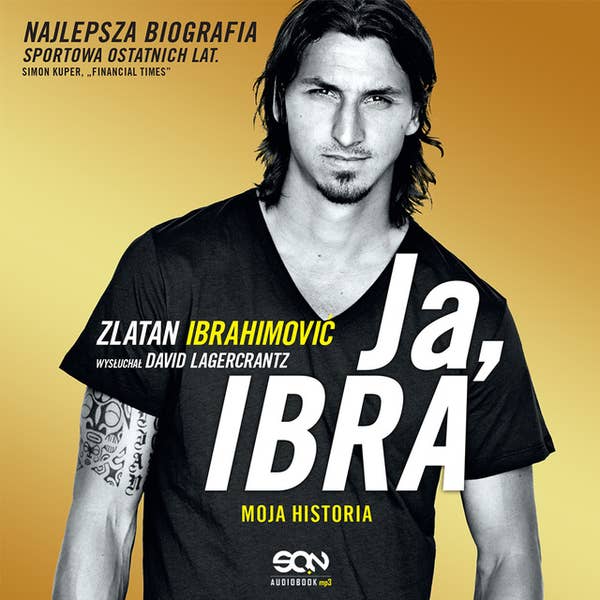 NAJLEPSZA BIOGRAFIA
SPORTOWA OSTATNICH LAT.
SIMON KUPER, „FINANCIAL TIMES”
ZLATAN IBRAHIMOVIĆ
WYSŁUCHAŁ DAVID LAGERCRANTZ
Ja,
IBRA
MOJA HISTORIA
SQN
AUDIOBOOK mp3